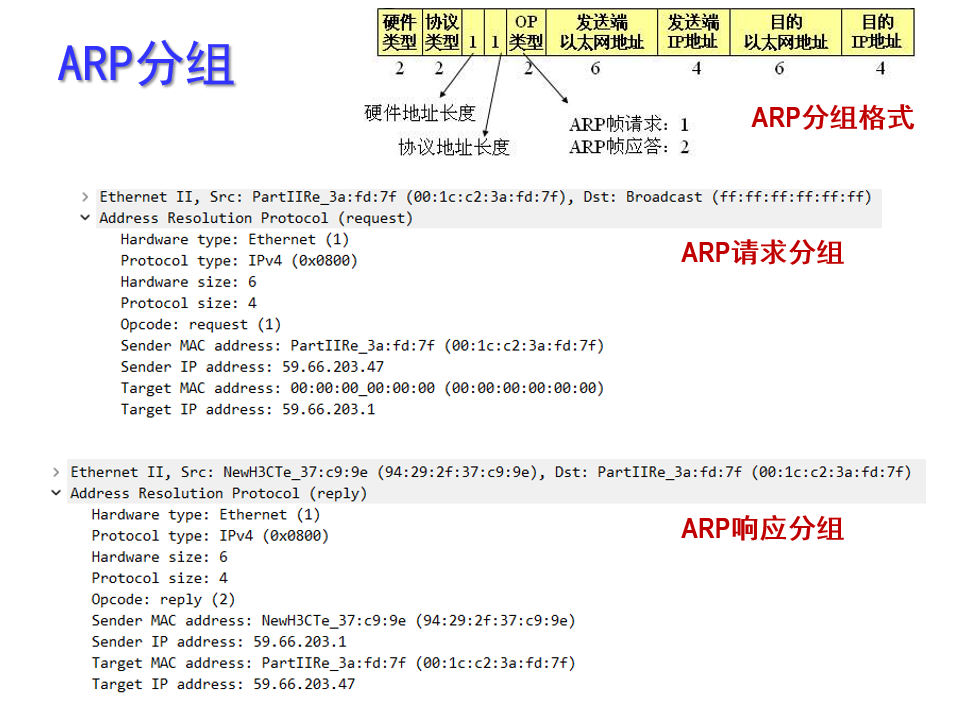 ARP分组
硬件类型 协议类型 1 1 OP类型 发送端以太网地址 发送端IP地址 目的以太网地址 目的IP地址
2 2 2 6 4 6 4
硬件地址长度
协议地址长度
ARP帧请求：1
ARP帧应答：2
ARP分组格式
Ethernet II, Src: PartIIRe_3a:fd:7f (00:1c:c2:3a:fd:7f), Dst: Broadcast (ff:ff:ff:ff:ff:ff)
Address Resolution Protocol (request)
Hardware type: Ethernet (1)
Protocol type: IPv4 (0x0800)
Hardware size: 6
Protocol size: 4
Opcode: request (1)
Sender MAC address: PartIIRe_3a:fd:7f (00:1c:c2:3a:fd:7f)
Sender IP address: 59.66.203.47
Target MAC address: 00:00:00_00:00:00 (00:00:00:00:00:00)
Target IP address: 59.66.203.1
ARP请求分组
Ethernet II, Src: NewH3CTe_37:c9:9e (94:29:2f:37:c9:9e), Dst: PartIIRe_3a:fd:7f (00:1c:c2:3a:fd:7f)
Address Resolution Protocol (reply)
Hardware type: Ethernet (1)
Protocol type: IPv4 (0x0800)
Hardware size: 6
Protocol size: 4
Opcode: reply (2)
Sender MAC address: NewH3CTe_37:c9:9e (94:29:2f:37:c9:9e)
Sender IP address: 59.66.203.1
Target MAC address: PartIIRe_3a:fd:7f (00:1c:c2:3a:fd:7f)
Target IP address: 59.66.203.47
ARP响应分组